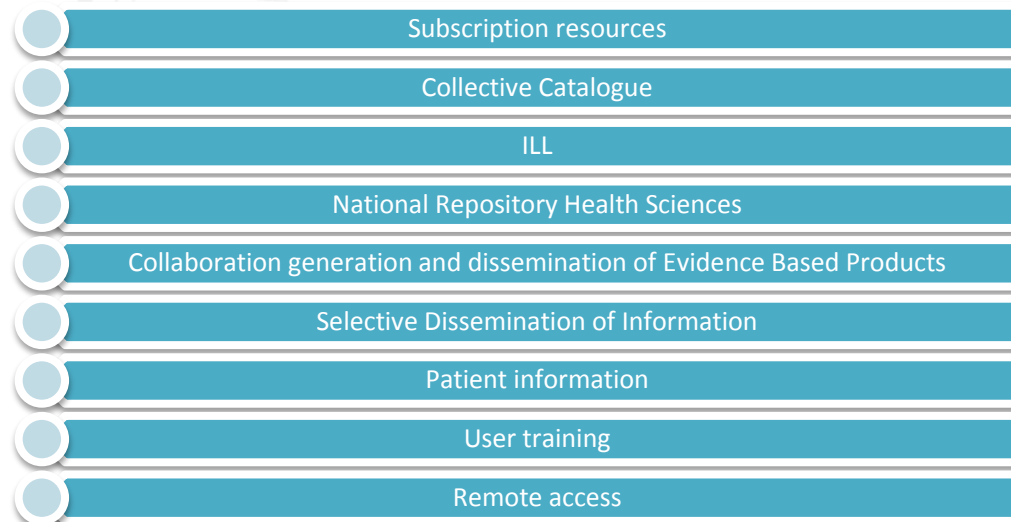 Subscription resources
Collective Catalogue
ILL
National Repository Health Sciences
Collaboration generation and dissemination of Evidence Based Products
Selective Dissemination of Information
Patient information
User training
Remote access